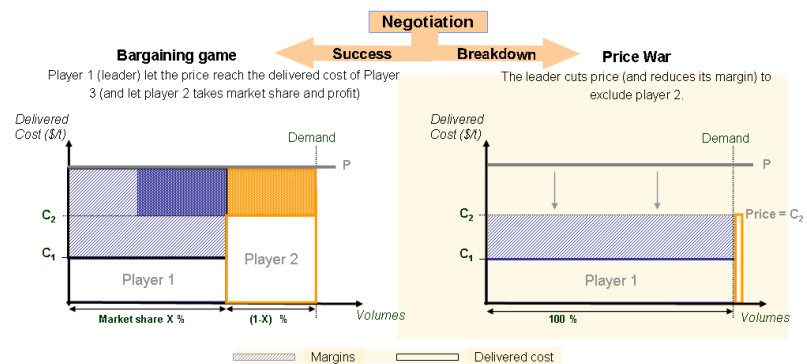 Negotiation
Bargaining game
Success
Breakdown
Price War
Player 1 (leader) let the price reach the delivered cost of Player
3 (and let player 2 takes market share and profit)
The leader cuts price (and reduces its margin) to
exclude player 2.
Delivered
Cost ($/t)
Demand
P
C2
C1
Player 1
Player 2
Market share X %
(1-X) %
Volumes
Delivered
Cost ($/t)
Demand
P
C2
Price = C2
C1
Player 1
100 %
Volumes
Margins
Delivered cost